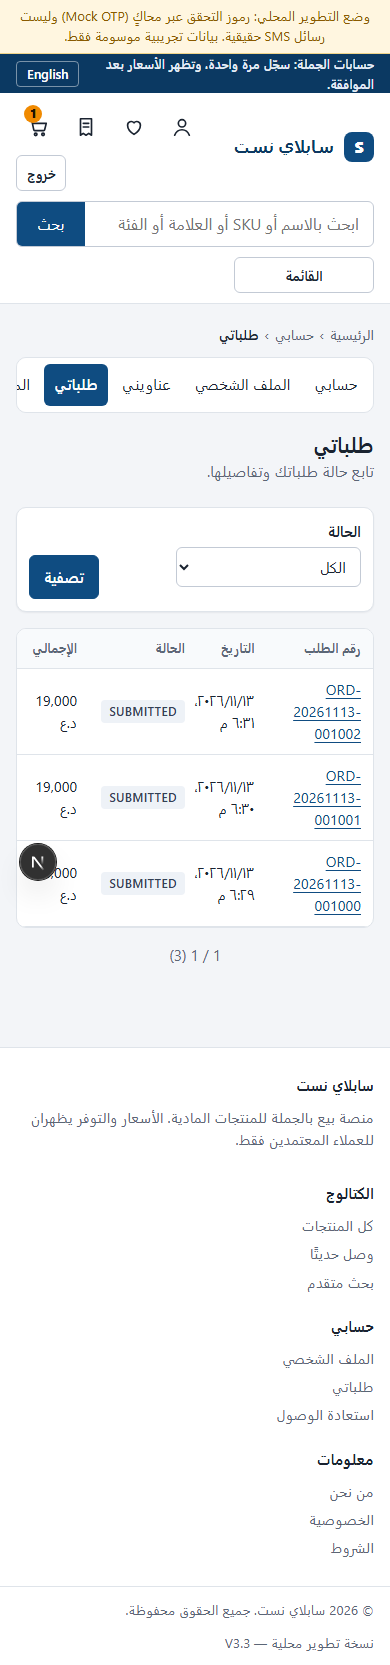 وضع التطوير المحلي: رموز التحقق عبر محاكٍ (Mock OTP) وليست
رسائل SMS حقيقية. بيانات تجريبية موسومة فقط.
حسابات الجملة: سجّل مرة واحدة، وتظهر الأسعار بعد
الموافقة.
English
سابلاي نست
S
1
خروج
ابحث بالاسم أو SKU أو العلامة أو الفئة
بحث
القائمة
الرئيسية › حسابي › طلباتي
حسابي
الملف الشخصي
عناويني
طلباتي
طلباتي
تابع حالة طلباتك وتفاصيلها.
الحالة
الكل
تصفية
رقم الطلب التاريخ الحالة الإجمالي
ORD-
20261113-
001002
٢٠٢٦/١١/١٣،
٦:٣١ م
SUBMITTED
19,000
د.ع
ORD-
20261113-
001001
٢٠٢٦/١١/١٣،
٦:٣٠ م
SUBMITTED
19,000
د.ع
ORD-
20261113-
001000
٢٠٢٦/١١/١٣،
٦:٢٩ م
SUBMITTED
,000
د.ع
N
1 / 1 (3)
سابلاي نست
منصة بيع بالجملة للمنتجات المادية. الأسعار والتوفر يظهران
للعملاء المعتمدين فقط.
الكتالوج
كل المنتجات
وصل حديثًا
بحث متقدم
حسابي
الملف الشخصي
طلباتي
استعادة الوصول
معلومات
من نحن
الخصوصية
الشروط
© 2026 سابلاي نست. جميع الحقوق محفوظة.
نسخة تطوير محلية — V3.3